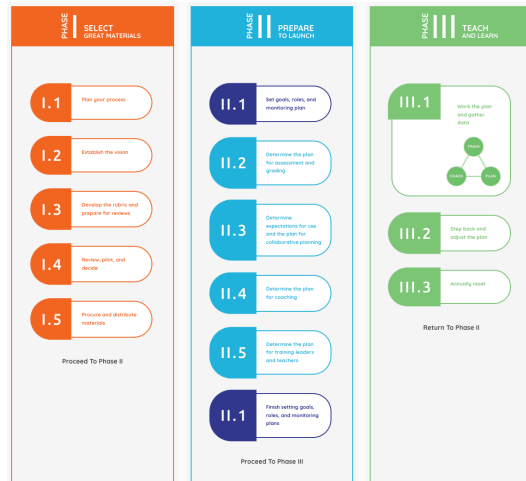 PHASE I SELECT
GREAT MATERIALS
I.1 Plan your process
I.2 Establish the vision
I.3 Develop the rubric and
prepare for reviews
I.4 Review, pilot, and
decide
I.5 Procure and distribute
materials
Proceed To Phase II
PHASE II PREPARE
TO LAUNCH
II.1 Set goals, roles, and
monitoring plan
II.2 Determine the plan
for assessment and
grading
II.3 Determine
expectations for use
and the plan for
collaborative planning
II.4 Determine the plan
for coaching
II.5 Determine the plan
for training leaders
and teachers
II.1 Finish setting goals,
roles, and monitoring
plans
Proceed To Phase III
PHASE III TEACH
AND LEARN
III.1 Work the plan
and gather
data
TRAIN
COACH PLAN
III.2 Step back and
adjust the plan
III.3 Annually reset
Return To Phase II